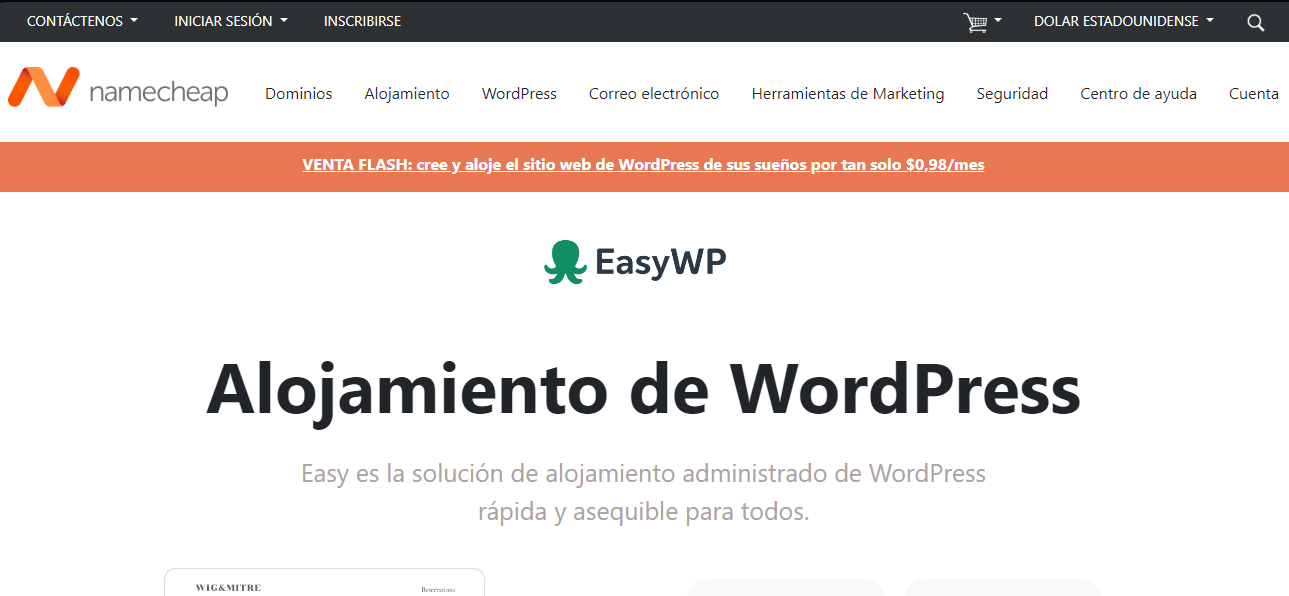 CONTÁCTENOS
INICIAR SESIÓN
INSCRIBIRSE
DOLAR ESTADOUNIDENSE
namecheap
Dominios
Alojamiento
WordPress
Correo electrónico
Herramientas de Marketing
Seguridad
Centro de ayuda
Cuenta
VENTA FLASH: cree y aloje el sitio web de WordPress de sus sueños por tan solo $0,98/mes
EasyWP
Alojamiento de WordPress
Easy es la solución de alojamiento administrado de WordPress
rápida y asequible para todos.
WIG&MITRE
Reservations